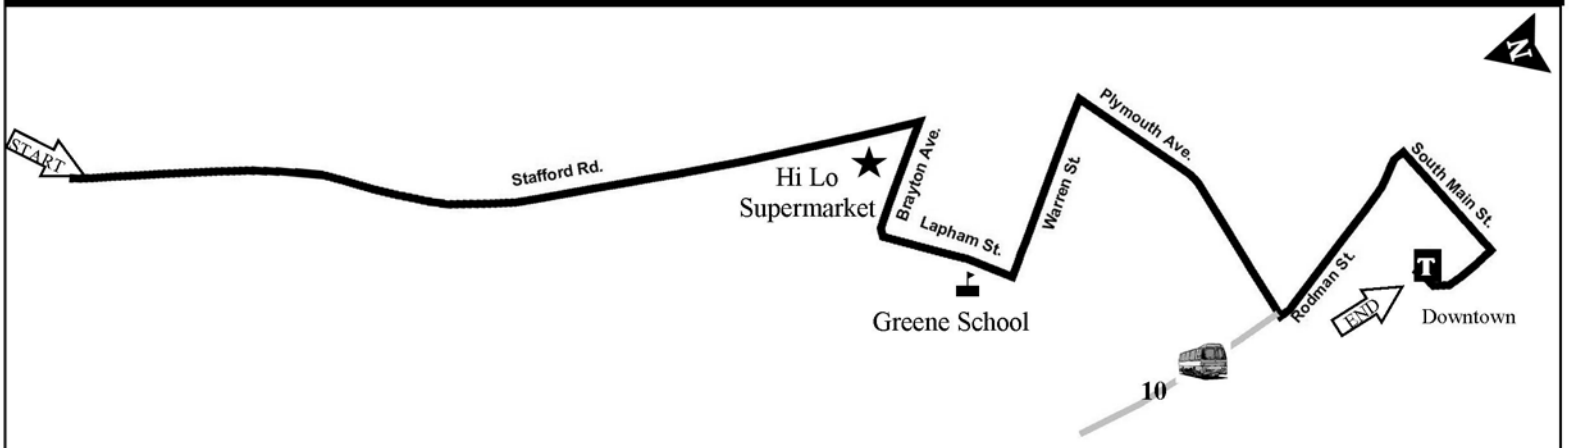 N
START
Stafford Rd.
Hi Lo
Supermarket
Brayton Ave.
Lapham St.
Greene School
Warren St.
Plymouth Ave.
10
Rodman St.
South Main St.
T
END
Downtown